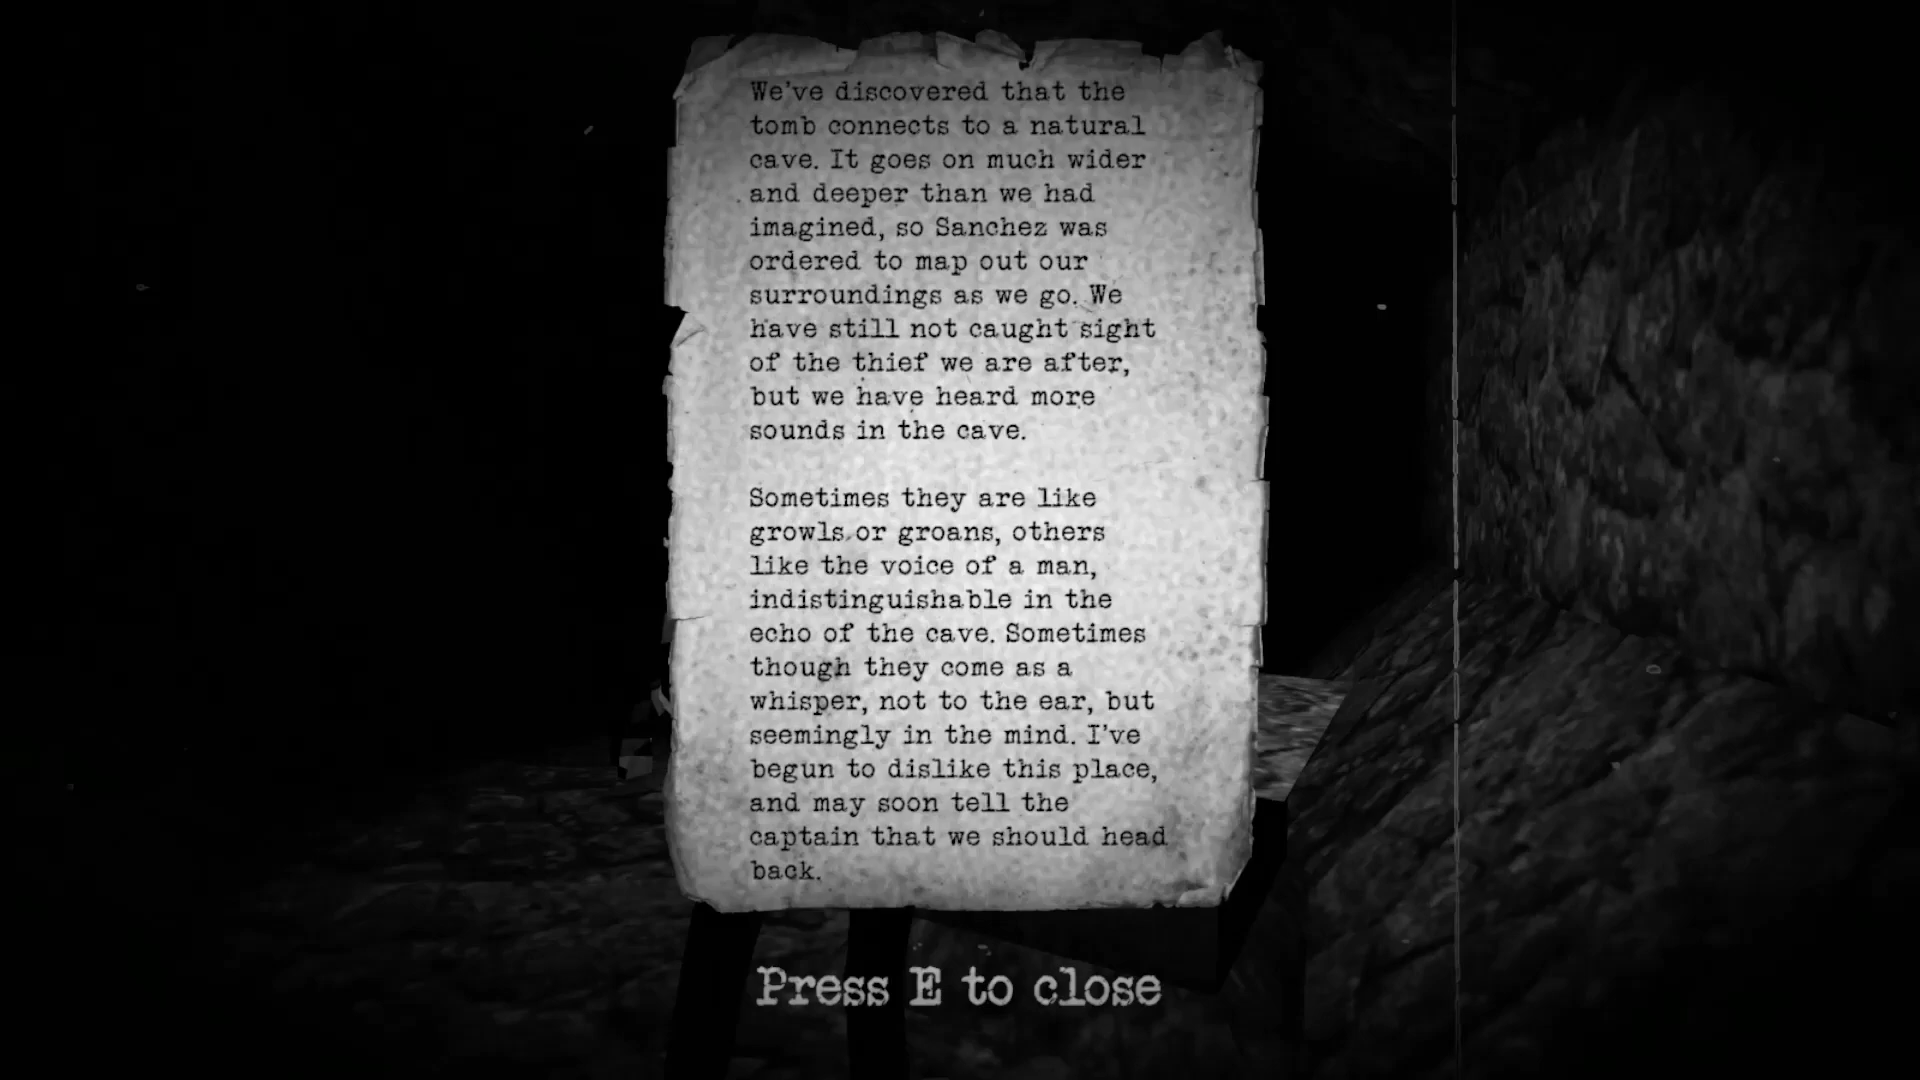 We've discovered that the
tomb connects to a natural
cave. It goes on much wider
and deeper than we had
imagined, so Sanchez was
ordered to map out our
surroundings as we go. We
have still not caught sight
of the thief we are after,
but we have heard more
sounds in the cave.
Sometimes they are like
growls or groans, others
like the voice of a man,
indistinguishable in the
echo of the cave. Sometimes
though they come as a
whisper, not to the ear, but
seemingly in the mind. I've
begun to dislike this place,
and may soon tell the
captain that we should head
back.
Press E to close